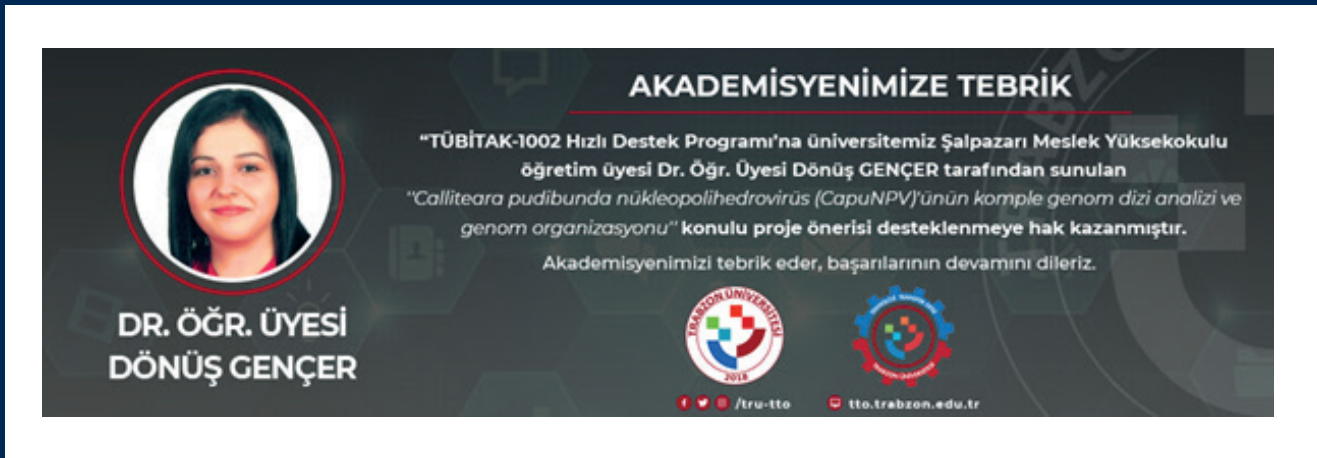 AKADEMİSYENİMİZE TEBRİK
“TÜBİTAK-1002 Hızlı Destek Programı’na üniversitemiz Şalpazarı Meslek Yüksekokulu
öğretim üyesi Dr. Öğr. Üyesi Dönüş GENÇER tarafından sunulan
"Calliteara pudibunda nükleopolihedrovirüs (CapuNPV)'ünün komple genom dizi analizi ve
genom organizasyonu" konulu proje önerisi desteklenmeye hak kazanmıştır.
Akademisyenimizi tebrik eder, başarılarının devamını dileriz.
DR. ÖĞR. ÜYESİ
DÖNÜŞ GENÇER
TRABZON ÜNİVERSİTESİ
2018
/tru-tto
tto.trabzon.edu.tr